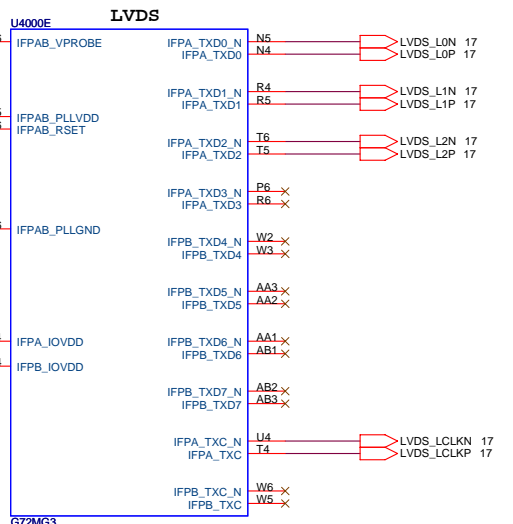 LVDS
U4000E
IFPAB_VPROBE IFPA_TXD0_N N5 LVDS_L0N 17
IFPA_TXD0 N4 LVDS_L0P 17
IFPA_TXD1_N R4 LVDS_L1N 17
IFPA_TXD1 R5 LVDS_L1P 17
IFPAB_PLLVDD
IFPAB_RSET
IFPA_TXD2_N T6 LVDS_L2N 17
IFPA_TXD2 T5 LVDS_L2P 17
IFPA_TXD3_N P6
IFPA_TXD3 R6
IFPAB_PLLGND
IFPB_TXD4_N W2
IFPB_TXD4 W3
IFPB_TXD5_N AA3
IFPB_TXD5 AA2
IFPA_IOVDD IFPB_TXD6_N AA1
IFPB_TXD6 AB1
IFPB_IOVDD
IFPB_TXD7_N AB2
IFPB_TXD7 AB3
IFPA_TXC_N U4 LVDS_LCLKN 17
IFPA_TXC T4 LVDS_LCLKP 17
IFPB_TXC_N W6
IFPB_TXC W5
G72MG3